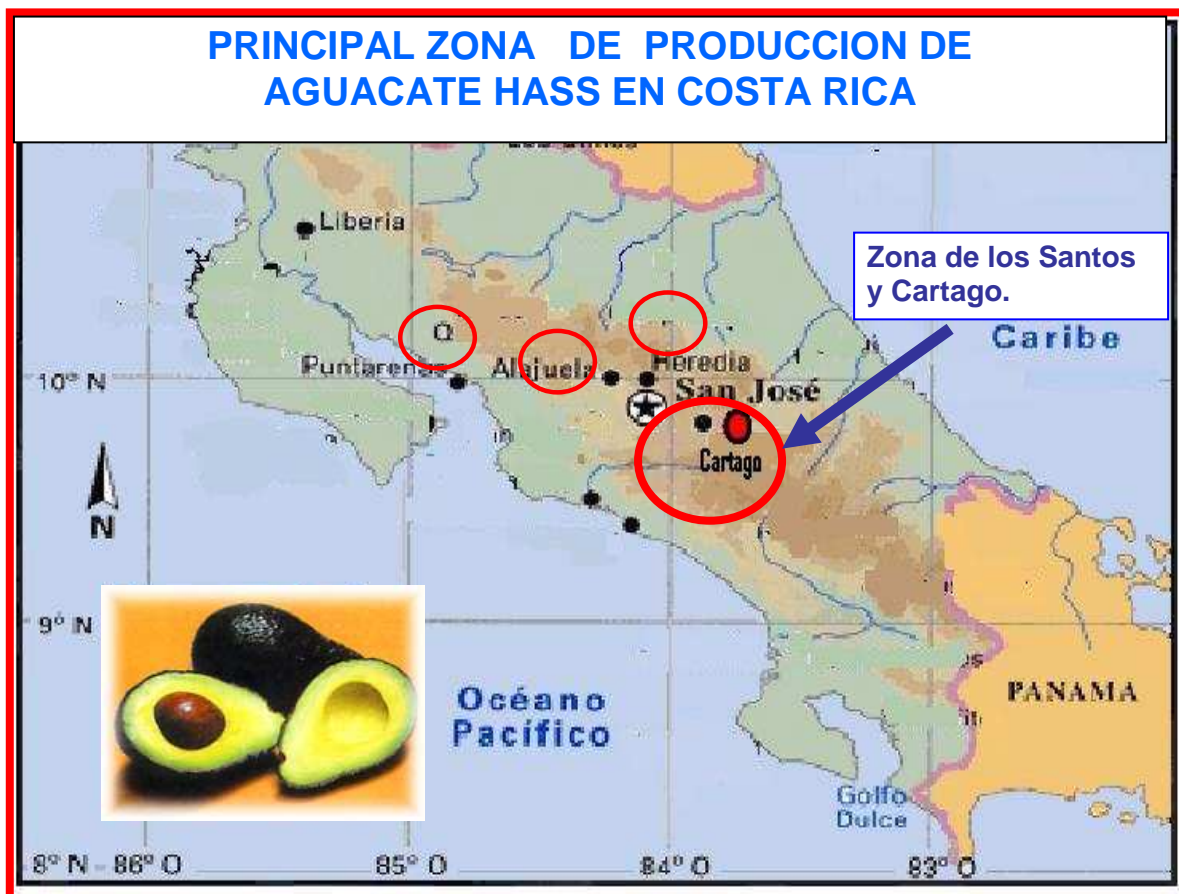 PRINCIPAL ZONA DE PRODUCCION DE
AGUACATE HASS EN COSTA RICA
Liberia
Zona de los Santos
y Cartago.
Caribe
Puntarenas
Alajuela
Heredia
10° N
San José
Cartago
N
9° N
Océano
Pacífico
PANAMA
Golfo
Dulce
8° N - 86° O
85° O
84° O
83° O